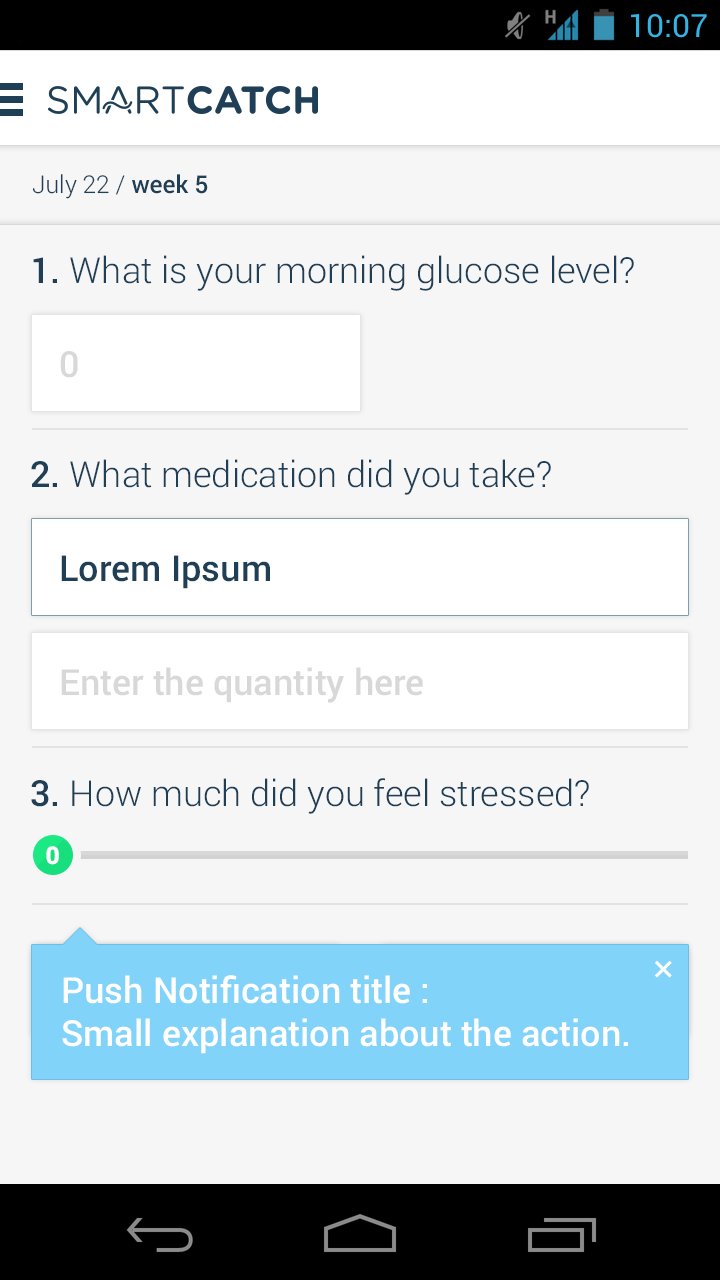 H 10:07
SMARTCATCH
July 22 / week 5
1. What is your morning glucose level?
0
2. What medication did you take?
Lorem Ipsum
Enter the quantity here
3. How much did you feel stressed?
0
Push Notification title :
Small explanation about the action.